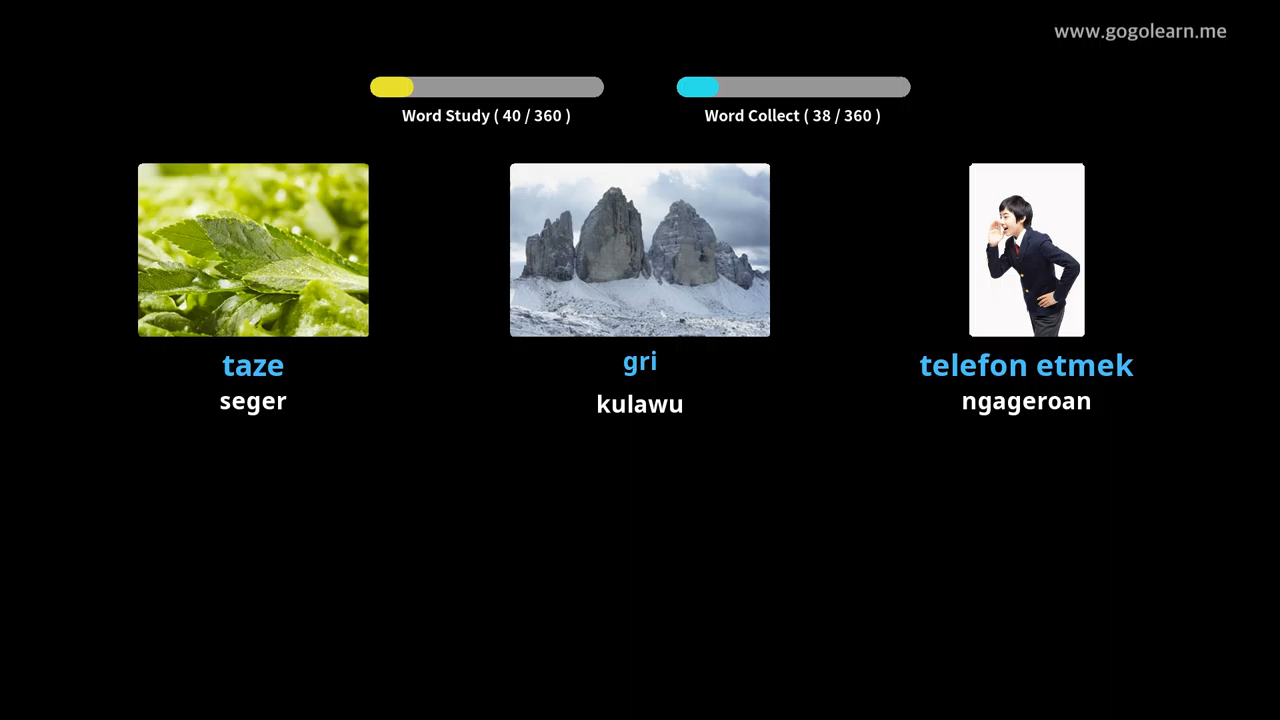 www.gogolearn.me
Word Study ( 40 / 360 )
Word Collect ( 38 / 360 )
taze
seger
gri
kulawu
telefon etmek
ngageroan